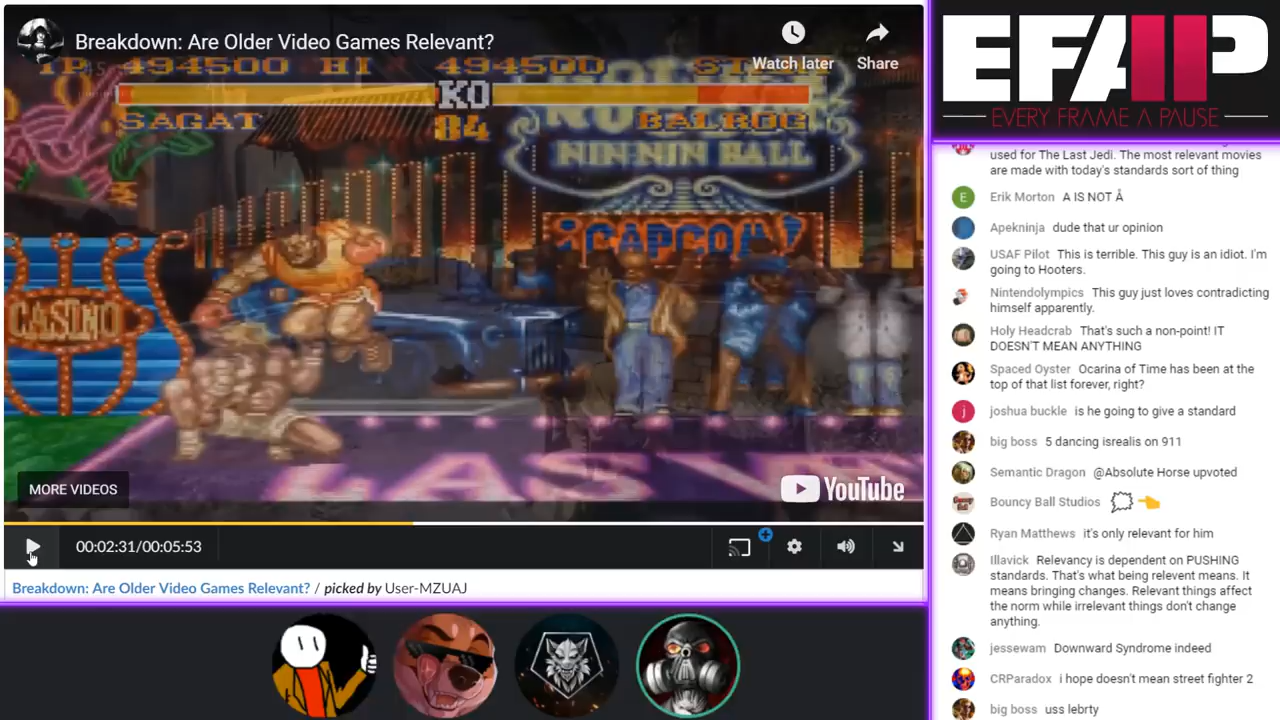 Breakdown: Are Older Video Games Relevant?
Watch later
Share
1P 494500 HI 494500
KO
SAGAT 84 BALROG
NIN-NIN BALL
¡CAPCOM!
CASINO
LAS
MORE VIDEOS
YouTube
00:02:31/00:05:53
Breakdown: Are Older Video Games Relevant? / picked by User-MZUAJ
EFAP
EVERY FRAME A PAUSE
used for The Last Jedi. The most relevant movies
are made with today's standards sort of thing
E Erik Morton A IS NOT Å
Apekninja dude that ur opinion
USAF Pilot This is terrible. This guy is an idiot. I'm
going to Hooters.
Nintendolympics This guy just loves contradicting
himself apparently.
Holy Headcrab That's such a non-point! IT
DOESN'T MEAN ANYTHING
Spaced Oyster Ocarina of Time has been at the
top of that list forever, right?
j joshua buckle is he going to give a standard
big boss 5 dancing isrealis on 911
Semantic Dragon @Absolute Horse upvoted
Bouncy Ball Studios
Ryan Matthews it's only relevant for him
Illavick Relevancy is dependent on PUSHING
standards. That's what being relevent means. It
means bringing changes. Relevant things affect
the norm while irrelevant things don't change
anything.
jessewam Downward Syndrome indeed
CRParadox i hope doesn't mean street fighter 2
big boss uss lebrty